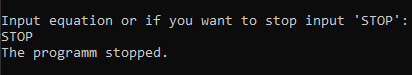 Input equation or if you want to stop input 'STOP':
STOP
The programm stopped.